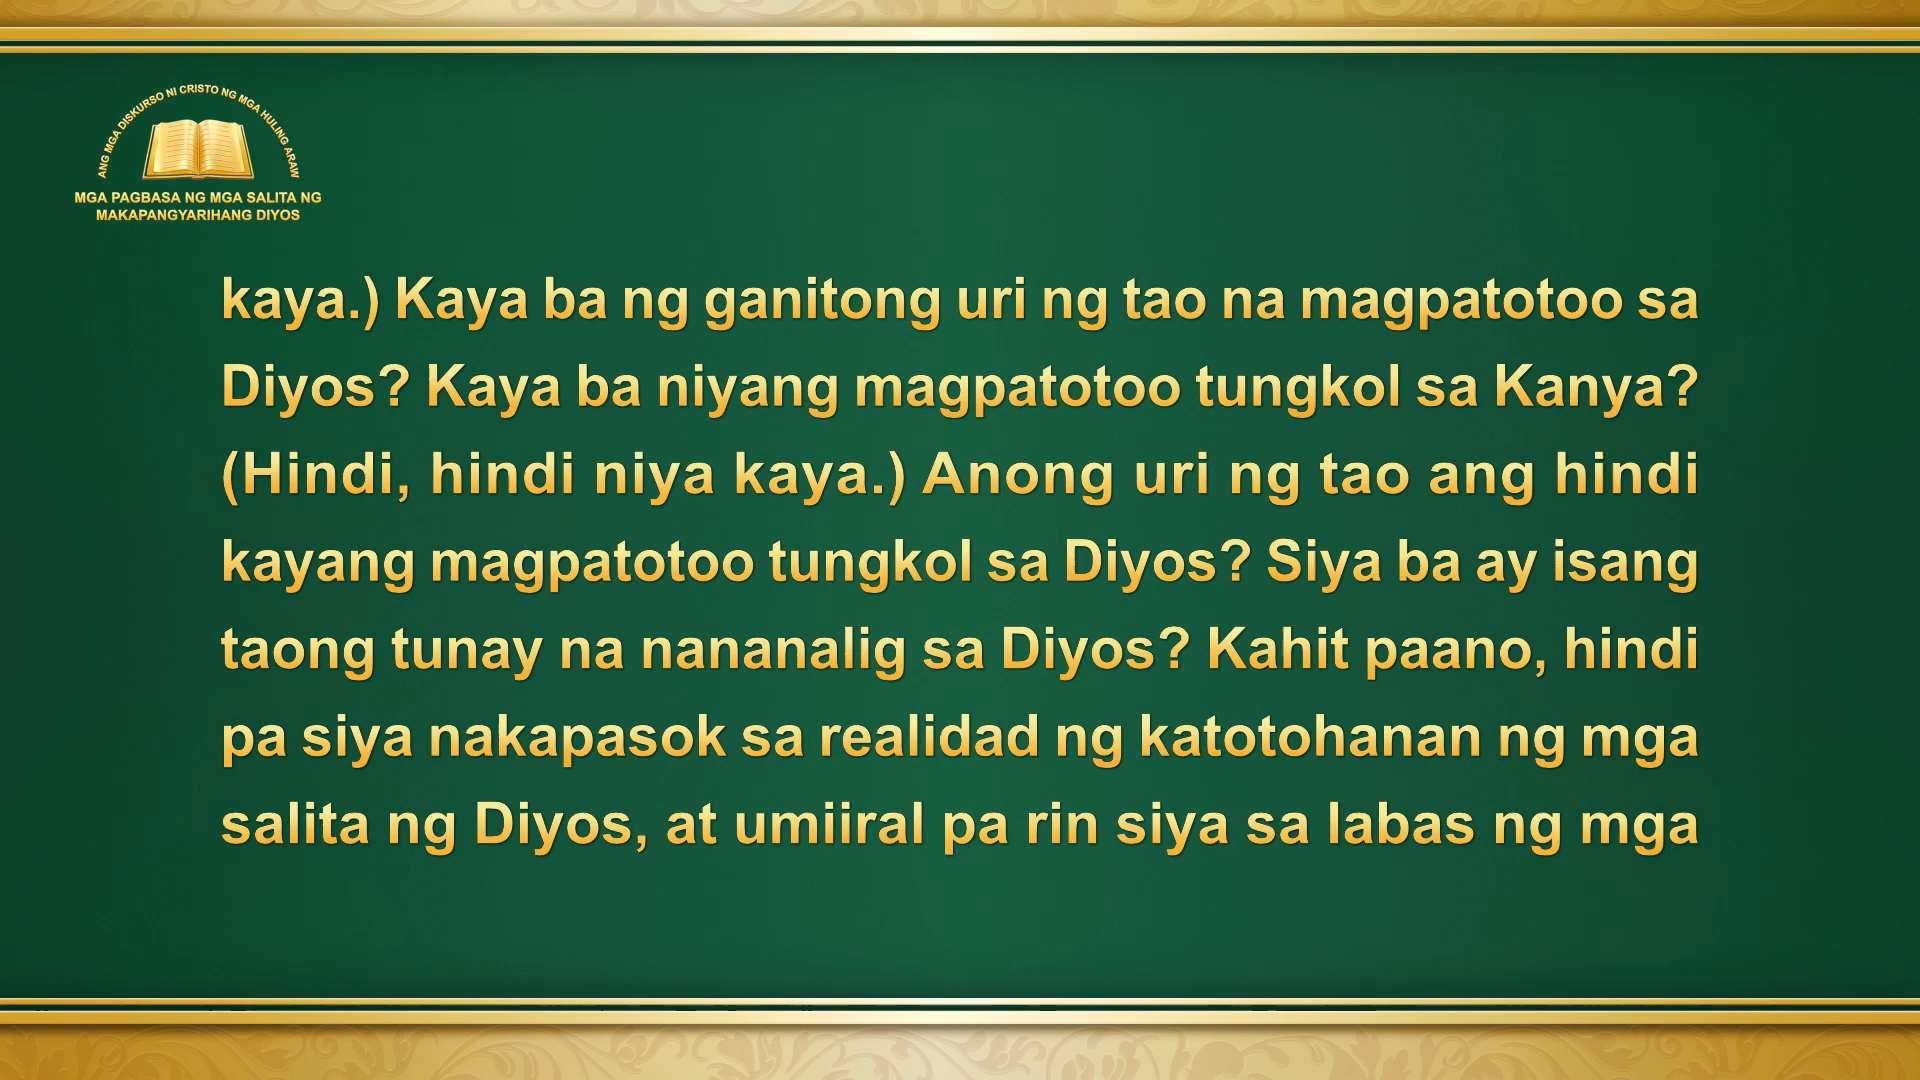 ANG MGA DISKURSO NI CRISTO NG MGA HULING ARAW
MGA PAGBASA NG MGA SALITA NG
MAKAPANGYARIHANG DIYOS
kaya.) Kaya ba ng ganitong uri ng tao na magpatotoo sa
Diyos? Kaya ba niyang magpatotoo tungkol sa Kanya?
(Hindi, hindi niya kaya.) Anong uri ng tao ang hindi
kayang magpatotoo tungkol sa Diyos? Siya ba ay isang
taong tunay na nananalig sa Diyos? Kahit paano, hindi
pa siya nakapasok sa realidad ng katotohanan ng mga
salita ng Diyos, at umiiral pa rin siya sa labas ng mga